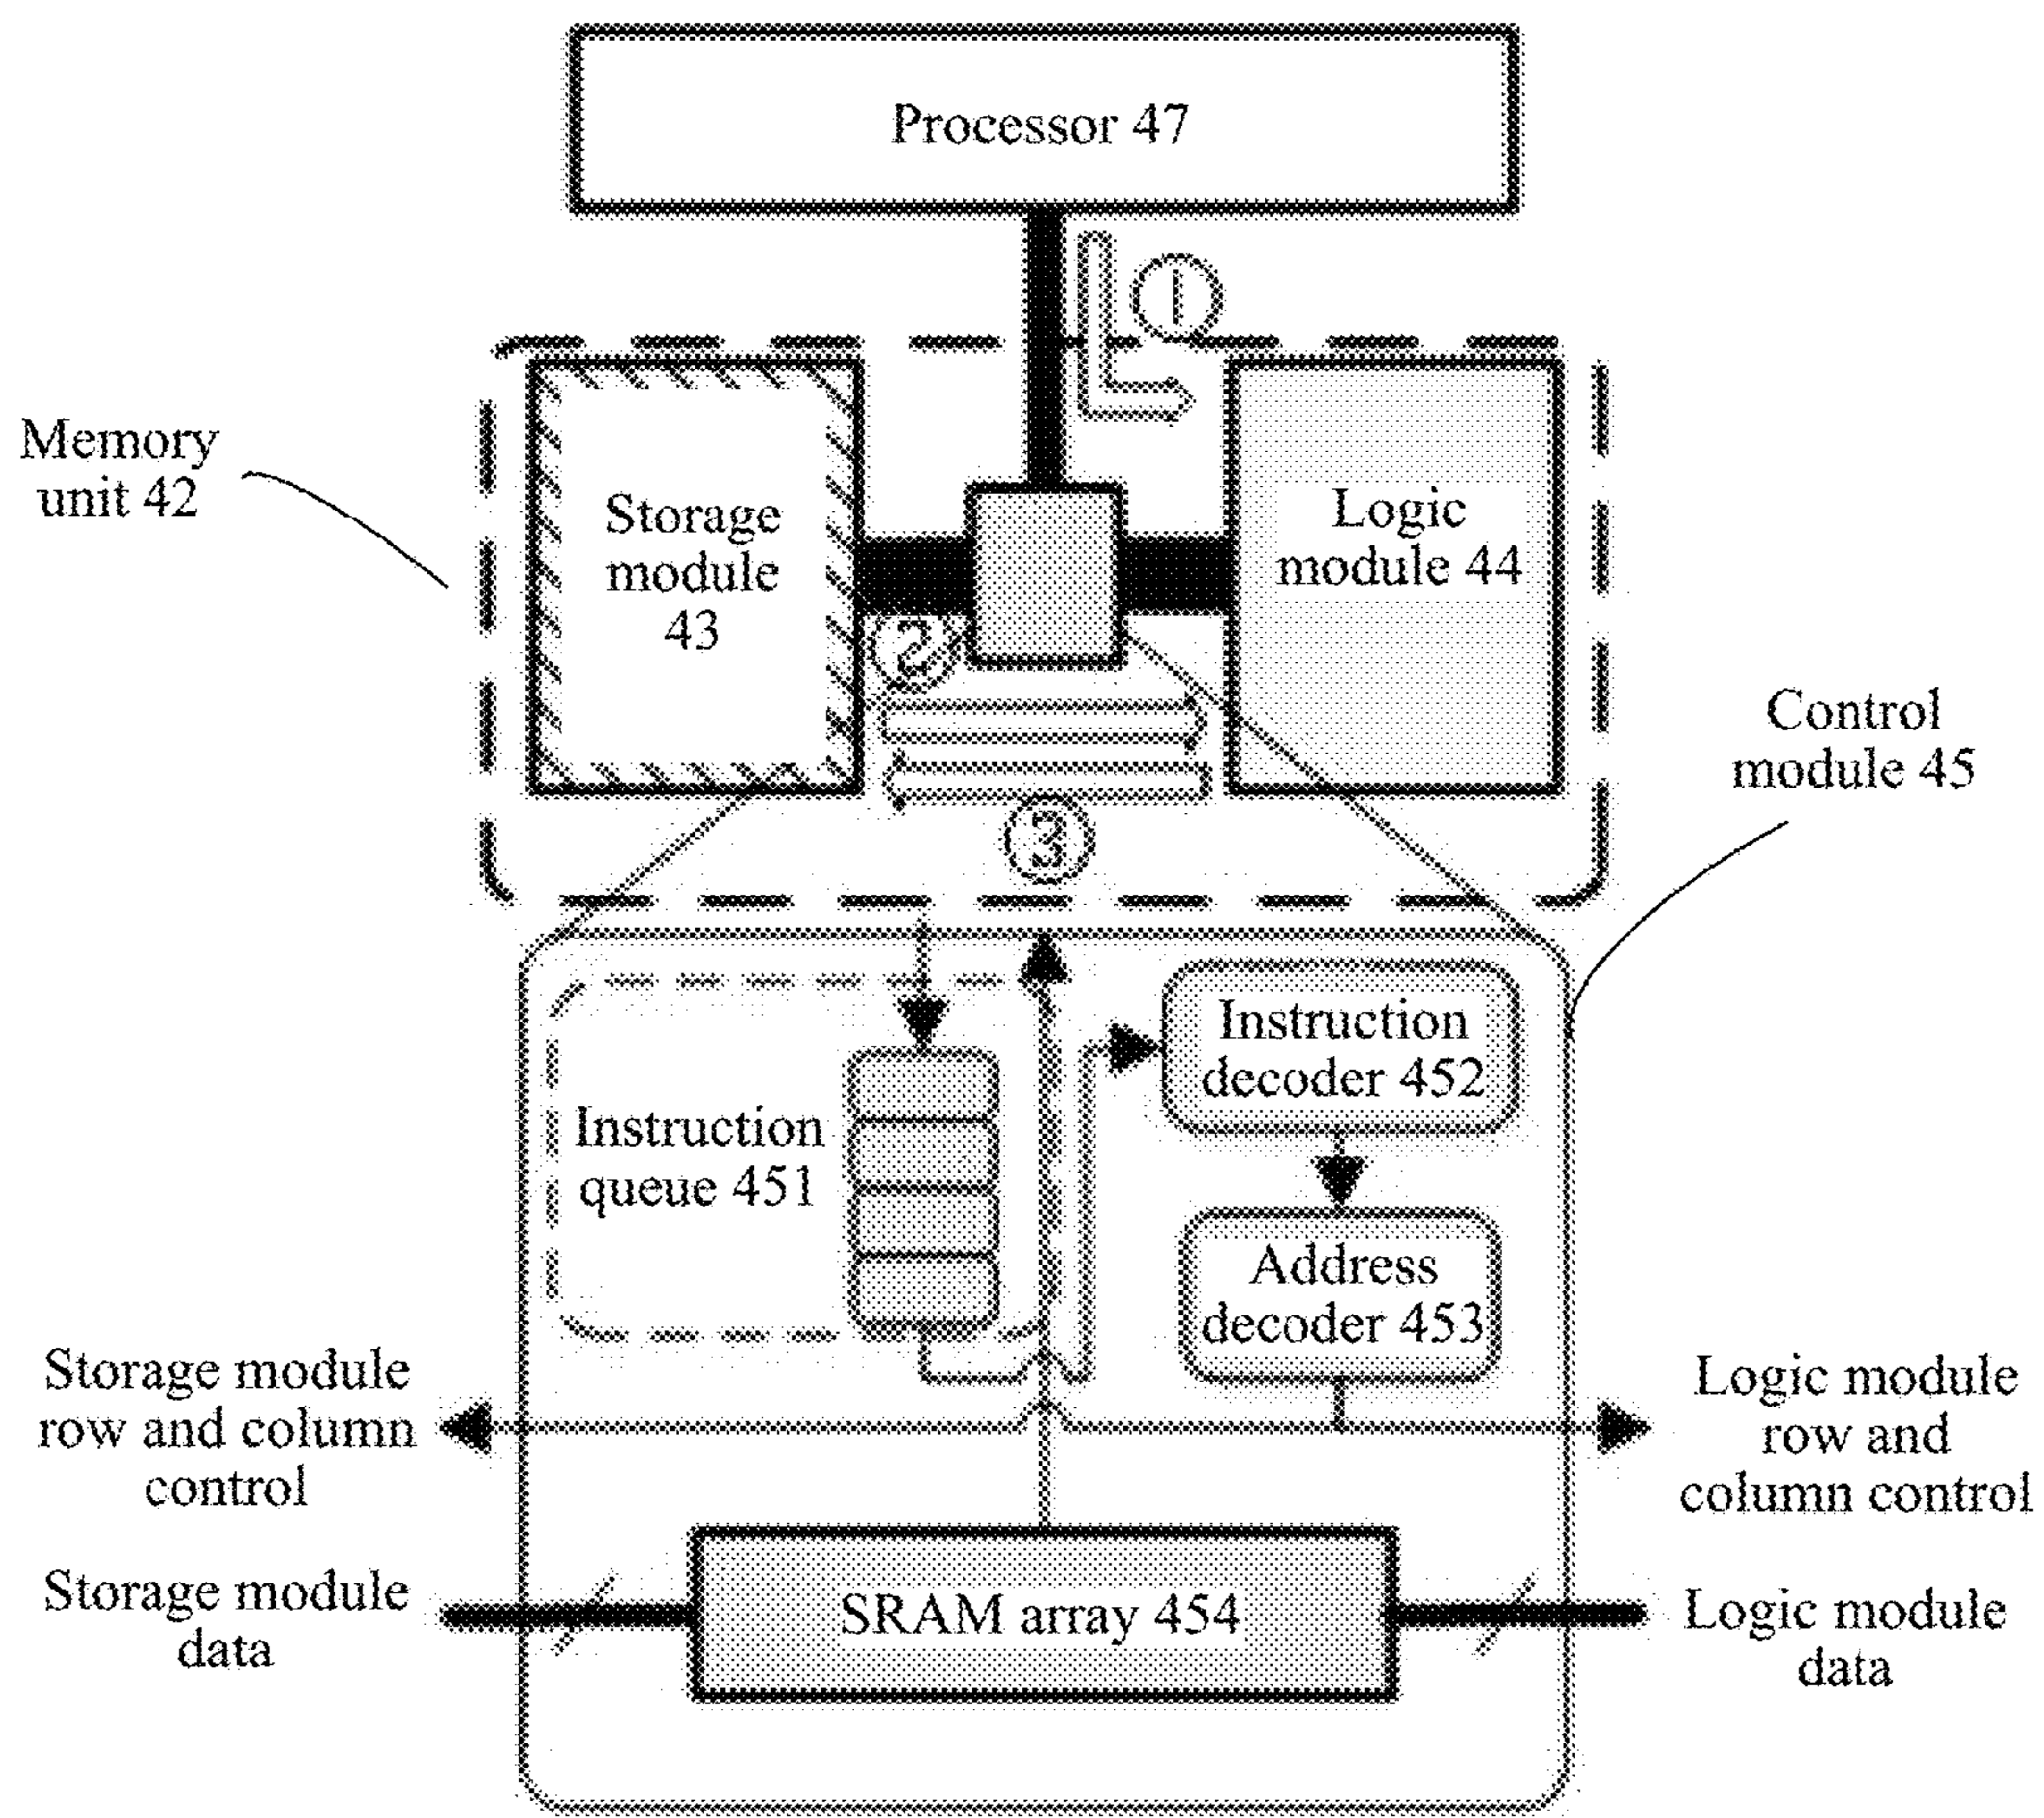 Processor 47
①
Memory
unit 42
Storage
module
43
Logic
module 44
②
③
Control
module 45
Instruction
queue 451
Instruction
decoder 452
Address
decoder 453
Storage module
row and column
control
Logic module
row and
column control
Storage module
data
SRAM array 454
Logic module
data